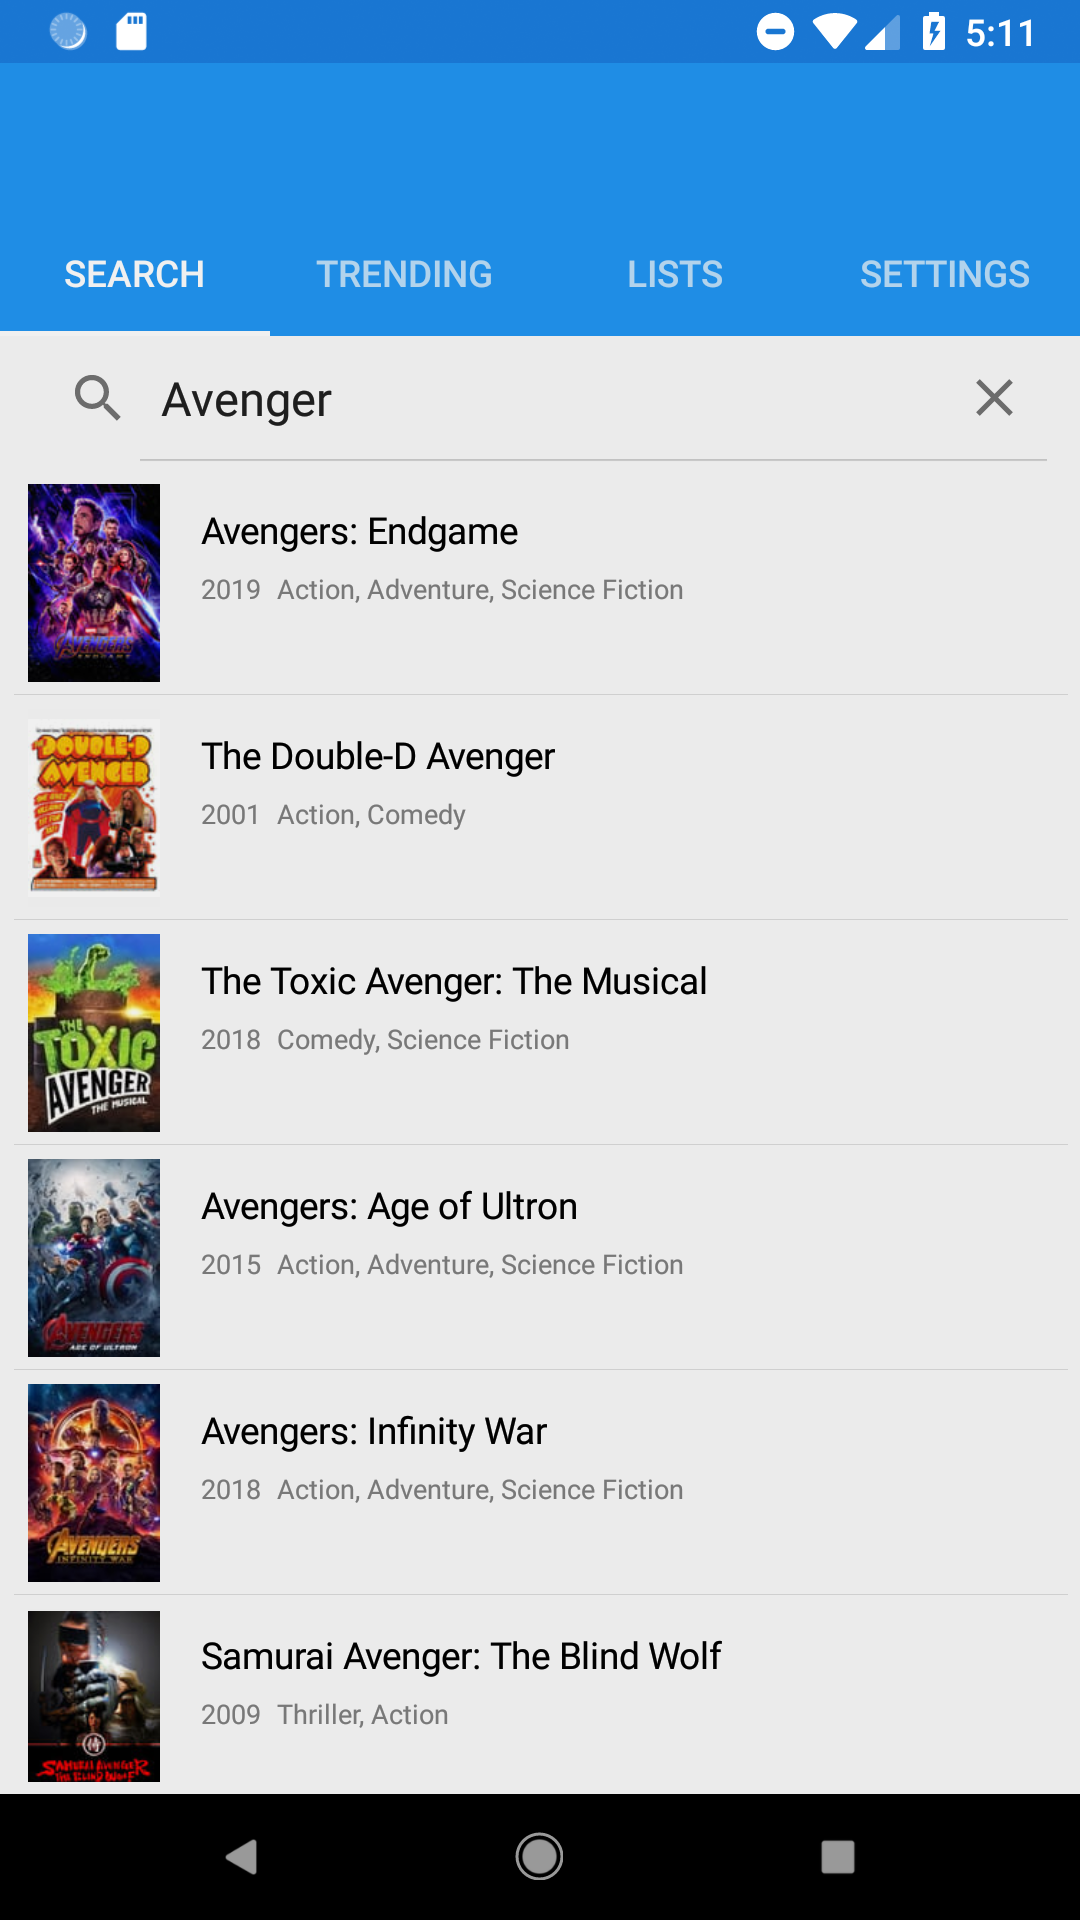 5:11
SEARCH TRENDING LISTS SETTINGS
Avenger
Avengers: Endgame
2019 Action, Adventure, Science Fiction
AVENGERS
ENDGAME
The Double-D Avenger
2001 Action, Comedy
DOUBLE-D
AVENGER
The Toxic Avenger: The Musical
2018 Comedy, Science Fiction
THE
TOXIC
AVENGER
THE MUSICAL
Avengers: Age of Ultron
2015 Action, Adventure, Science Fiction
AVENGERS
AGE OF ULTRON
Avengers: Infinity War
2018 Action, Adventure, Science Fiction
AVENGERS
INFINITY WAR
Samurai Avenger: The Blind Wolf
2009 Thriller, Action
SAMURAI AVENGER
THE BLIND WOLF